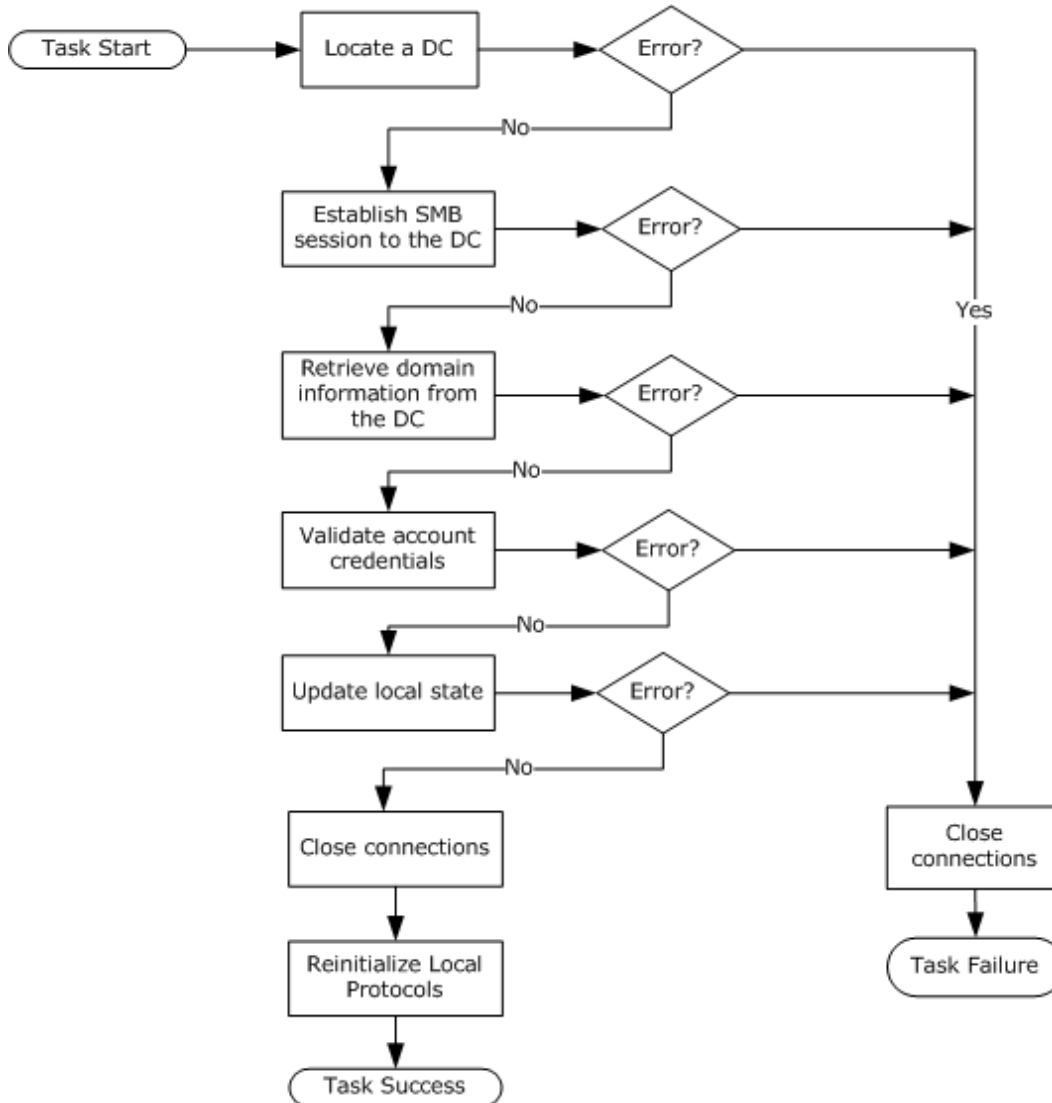 Task Start
Locate a DC
Error?
No
Establish SMB
session to the DC
Error?
No
Yes
Retrieve domain
information from
the DC
Error?
No
Validate account
credentials
Error?
No
Update local state
Error?
No
Close connections
Close
connections
Reinitialize Local
Protocols
Task Failure
Task Success